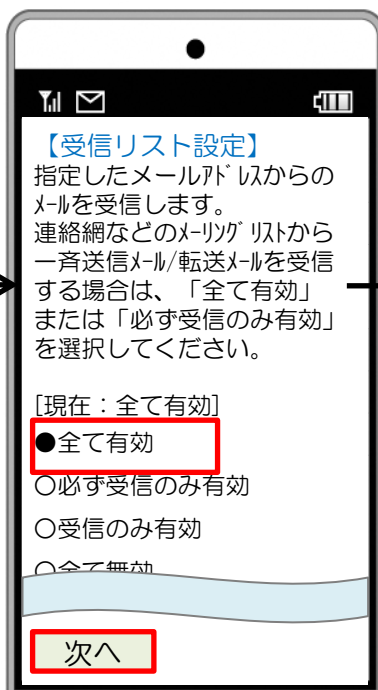 【受信リスト設定】
指定したメールｱﾄﾞﾚｽからの
ﾒｰﾙを受信します。
連絡網などのﾒｰﾘﾝｸﾞﾘｽﾄから
一斉送信ﾒｰﾙ/転送ﾒｰﾙを受信
する場合は、「全て有効」
または「必ず受信のみ有効」
を選択してください。
[現在：全て有効]
●全て有効
○必ず受信のみ有効
○受信のみ有効
○全て無効
次へ